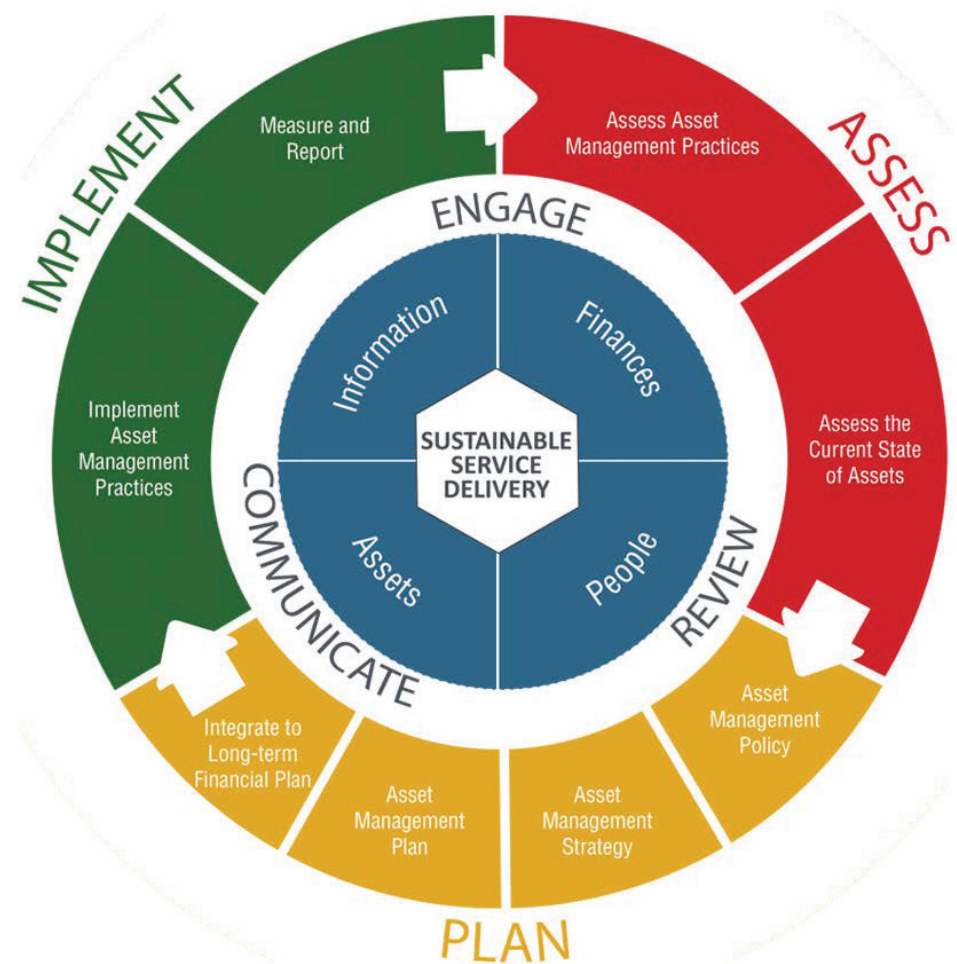 IMPLEMENT
ASSESS
PLAN
Measure and
Report
Assess Asset
Management Practices
Implement
Asset
Management
Practices
Assess the
Current State
of Assets
Integrate to
Long-term
Financial Plan
Asset
Management
Plan
Asset
Management
Strategy
Asset
Management
Policy
ENGAGE
COMMUNICATE
REVIEW
Information
Finances
Assets
People
SUSTAINABLE
SERVICE
DELIVERY